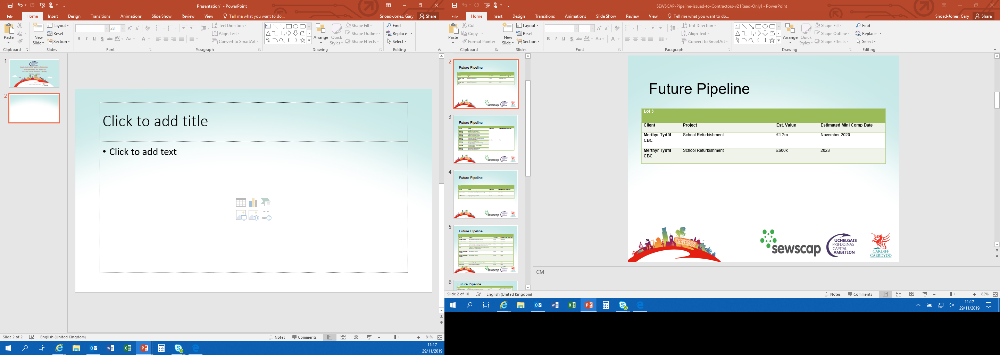 Presentation1 - PowerPoint
File Home Insert Design Transitions Animations Slide Show Review View Tell me what you want to do... Snoad-Jones, Gary Share
Paste
New Slide
Layout
Reset
Section
28
B I U S abc AV Aa A
Text Direction
Align Text
Convert to SmartArt
Arrange
Quick Styles
Shape Fill
Shape Outline
Shape Effects
Find
Replace
Select
Clipboard Slides Font Paragraph Drawing Editing
1
2
Click to add title
• Click to add text
Slide 2 of 2 English (United Kingdom) Notes Comments 81%
11:17
29/11/2019
SEWSCAP-Pipeline-issued-to-Contractors-v2 [Read-Only] - PowerPoint
File Home Insert Design Transitions Animations Slide Show Review View Tell me what you want to do... Snoad-Jones, Gary Share
Paste
Cut
Copy
Format Painter
New Slide
Layout
Reset
Section
B I U S abc AV Aa A
Text Direction
Align Text
Convert to SmartArt
Arrange
Quick Styles
Shape Fill
Shape Outline
Shape Effects
Find
Replace
Select
Clipboard Slides Font Paragraph Drawing Editing
2
Future Pipeline
sewscap
3
Future Pipeline
sewscap
4
Future Pipeline
sewscap
5
Future Pipeline
sewscap
6
Future Pipeline
Future Pipeline
Lot 3
Client Project Est. Value Estimated Mini Comp Date
Merthyr Tydfil CBC School Refurbishment £1.2m November 2020
Merthyr Tydfil CBC School Refurbishment £600k 2023
sewscap
UCHELGAIS
PRIFDDINAS
CAPITAL
AMBITION
CARDIFF
CAERDYDD
CM
Slide 2 of 10 English (United Kingdom) Notes Comments 82%
11:17
29/11/2019